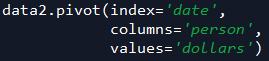 data2.pivot(index='date',
            columns='person',
            values='dollars')